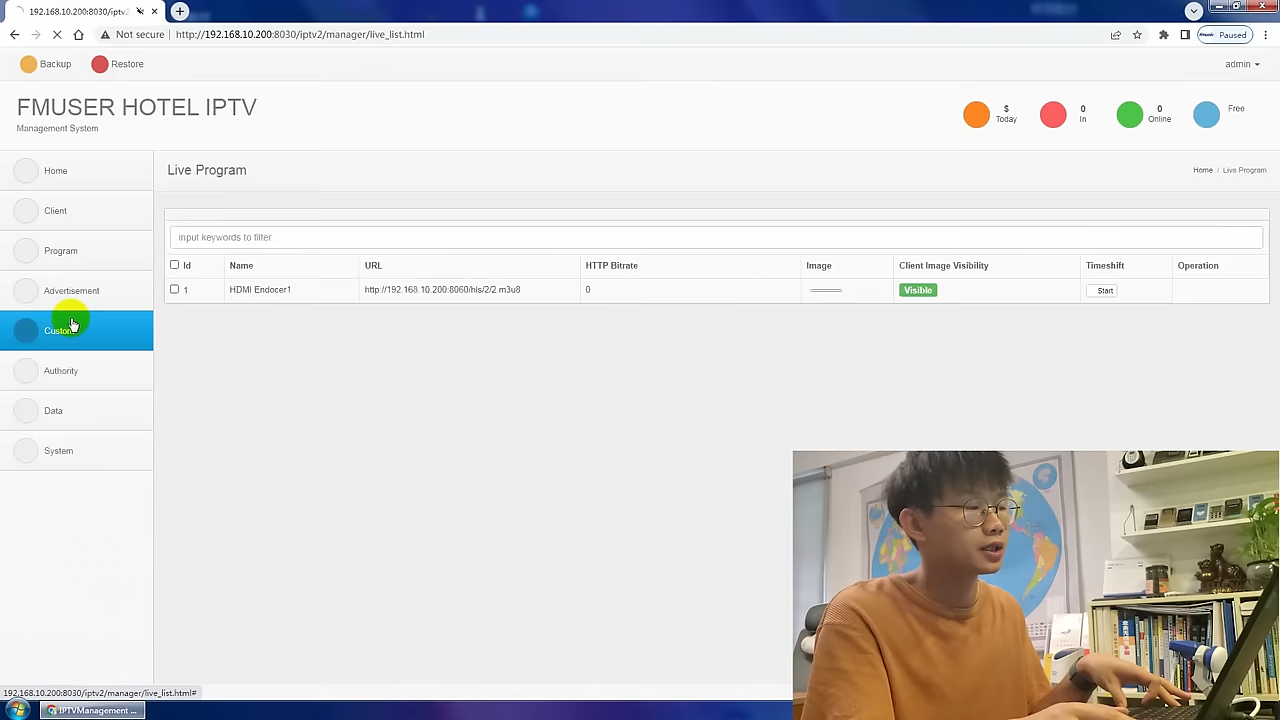 192.168.10.200:8030/iptv2
Not secure
http://192.168.10.200:8030/iptv2/manager/live_list.html
Paused
Backup
Restore
admin
FMUSER HOTEL IPTV
Management System
$
Today
0
In
0
Online
Free
Home
Client
Program
Advertisement
Custom
Authority
Data
System
Live Program
Home / Live Program
input keywords to filter
Id Name URL HTTP Bitrate Image Client Image Visibility Timeshift Operation
1 HDMI Endocer1 http://192.168.10.200:8060/his/2/2.m3u8 0 Visible Start
192.168.10.200:8030/iptv2/manager/live_list.html#
IPTVManagement ...